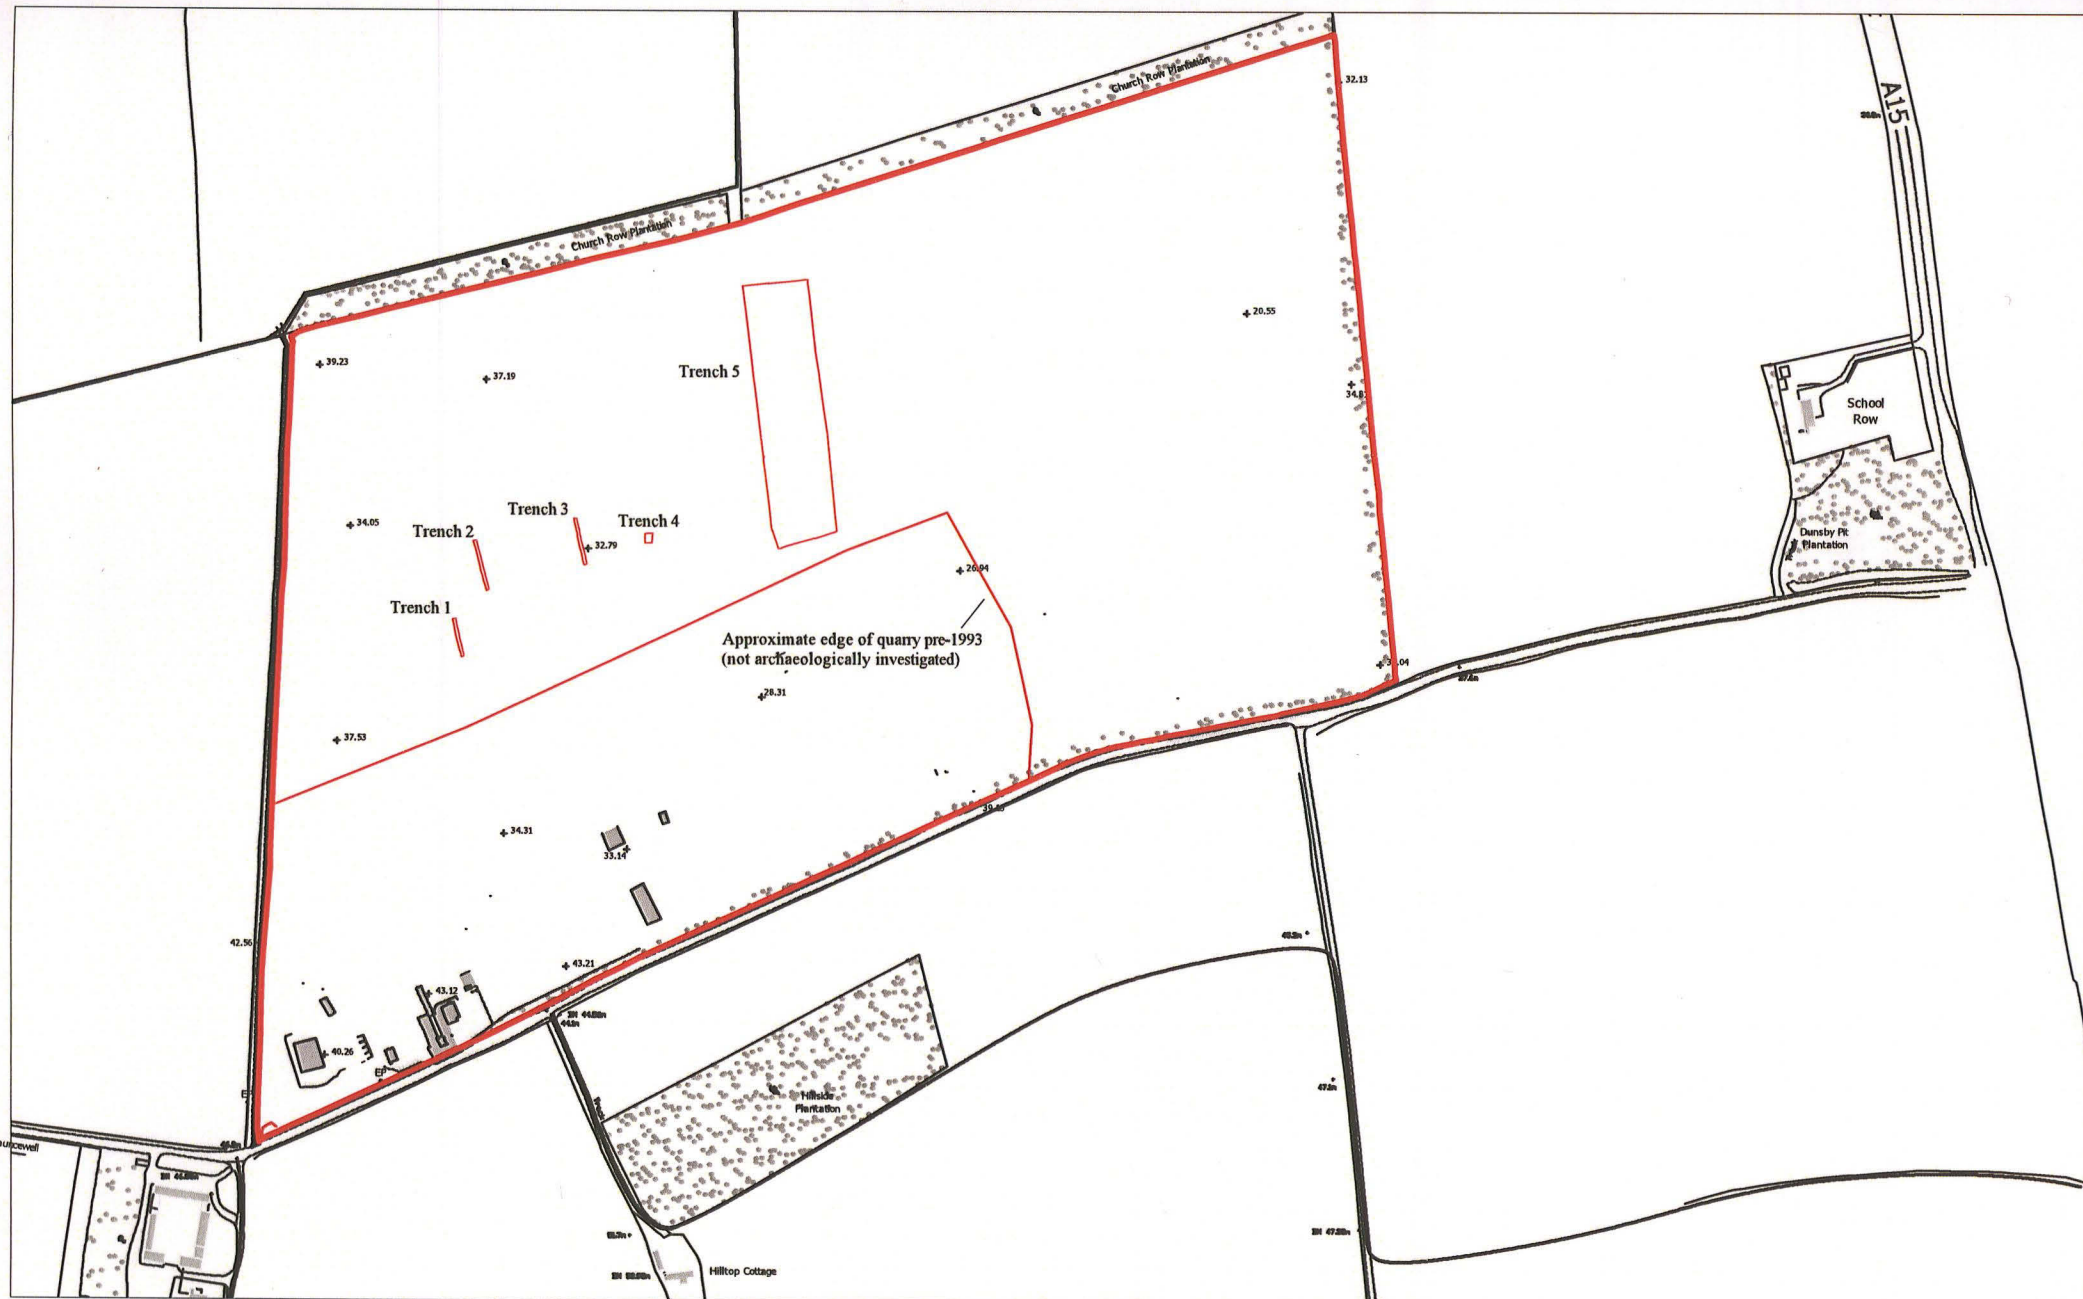 Church Row Plantation
32.13
A15
Church Row Plantation
20.55
39.23
37.19
Trench 5
School
Row
34.05
Trench 2
Trench 3
Trench 4
32.79
Dunsby Pit
Plantation
26.94
Trench 1
Approximate edge of quarry pre-1993
(not archaeologically investigated)
28.31
37.53
34.31
33.14
42.56
43.21
43.12
40.26
Hillside
Plantation
Hilltop Cottage